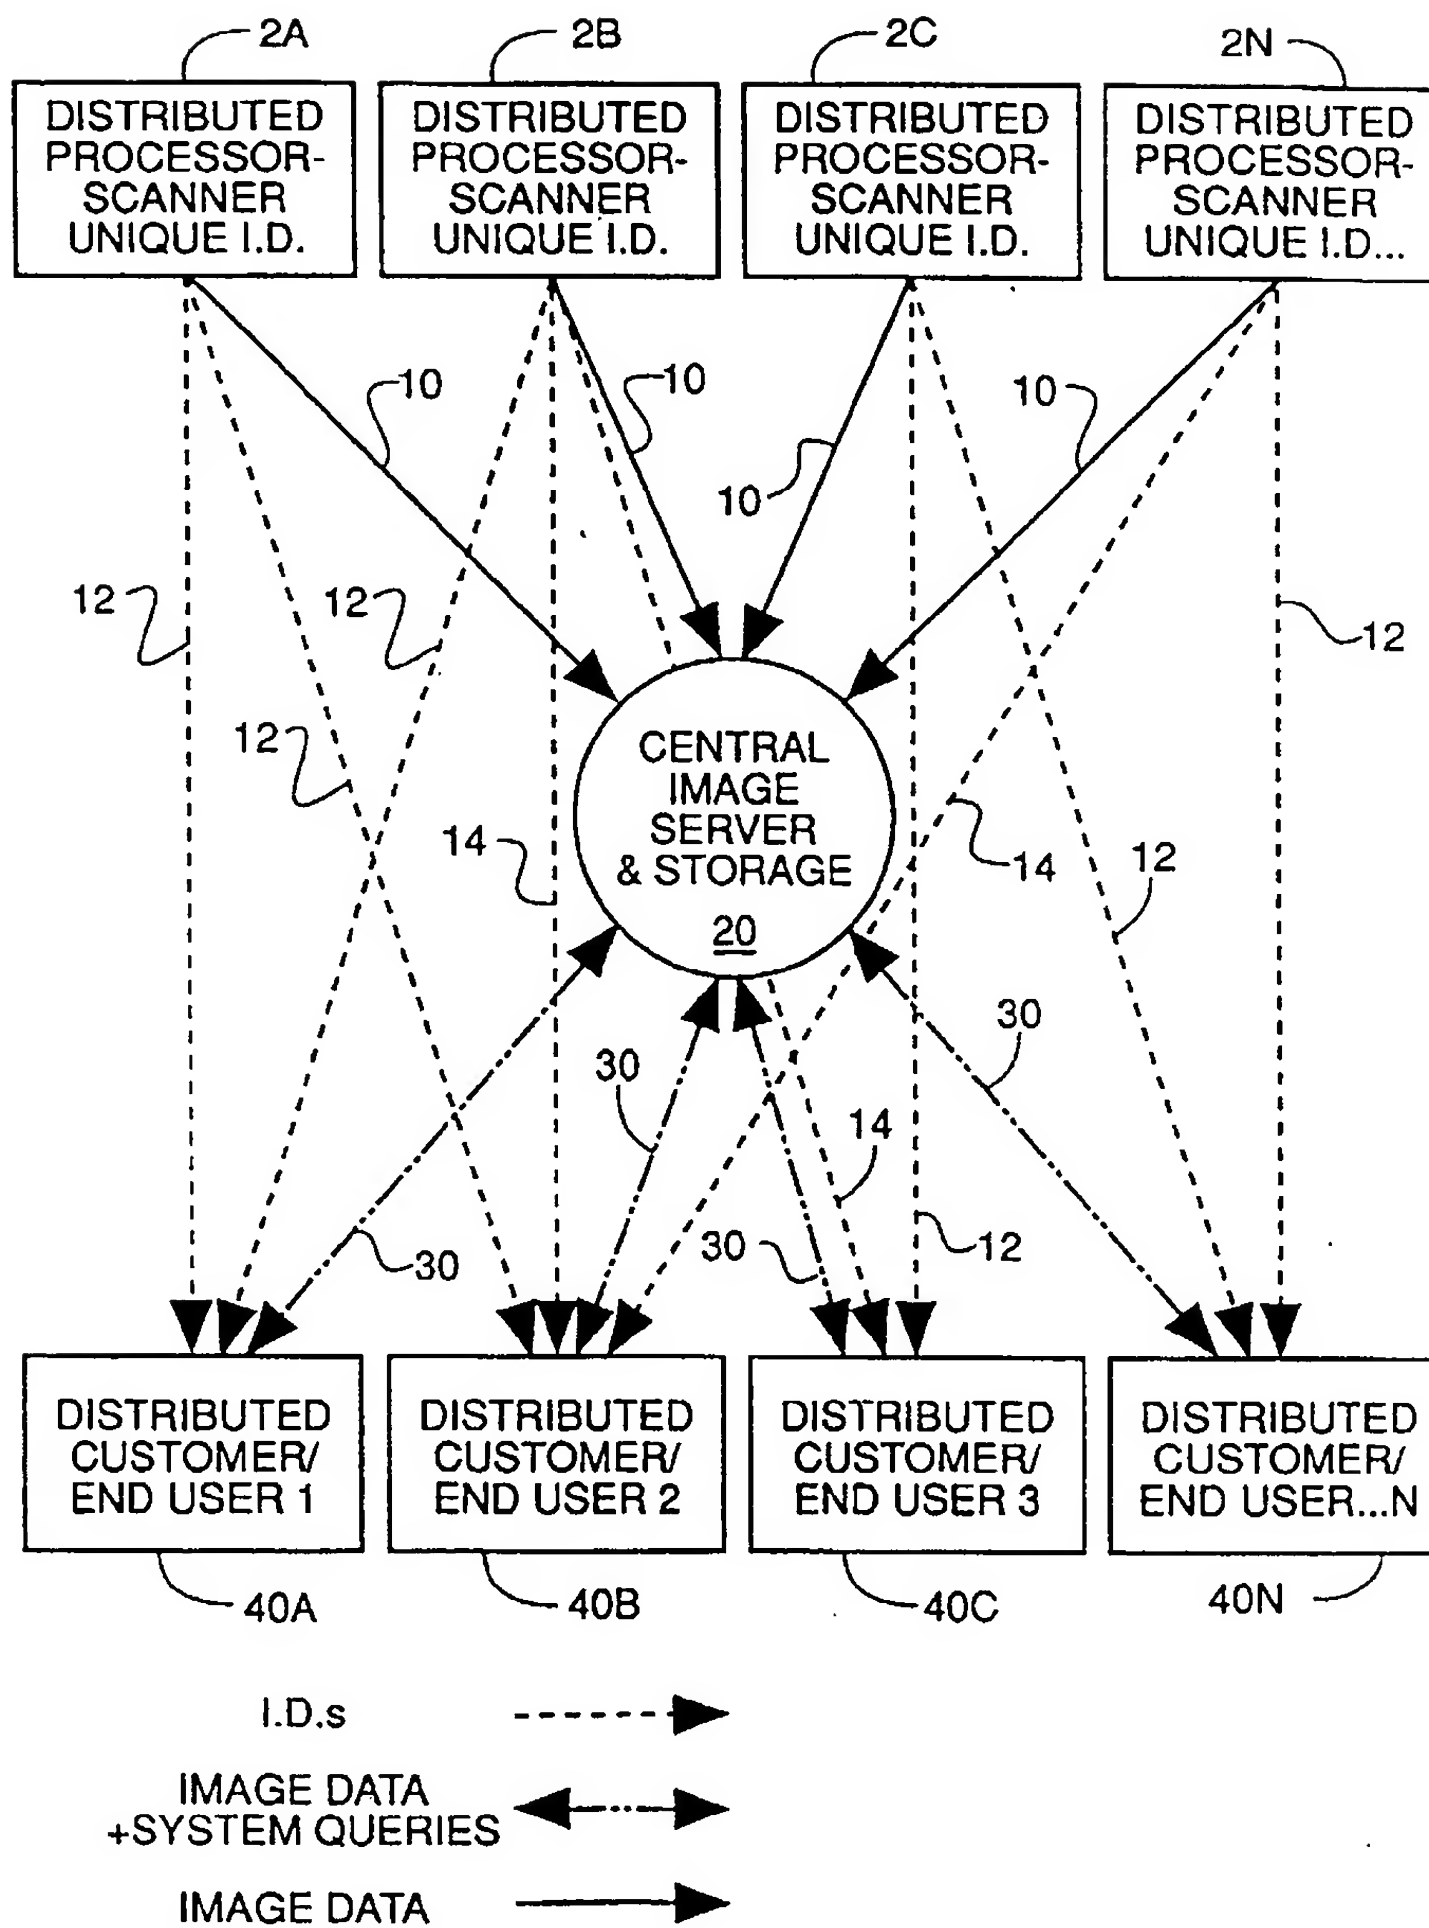 2A
2B
2C
2N
DISTRIBUTED
PROCESSOR-
SCANNER
UNIQUE I.D.
DISTRIBUTED
PROCESSOR-
SCANNER
UNIQUE I.D.
DISTRIBUTED
PROCESSOR-
SCANNER
UNIQUE I.D.
DISTRIBUTED
PROCESSOR-
SCANNER
UNIQUE I.D...
10
10
10
10
12
12
12
12
CENTRAL
IMAGE
SERVER
& STORAGE
20
14
14
12
30
30
14
30
30
12
DISTRIBUTED
CUSTOMER/
END USER 1
DISTRIBUTED
CUSTOMER/
END USER 2
DISTRIBUTED
CUSTOMER/
END USER 3
DISTRIBUTED
CUSTOMER/
END USER...N
40A
40B
40C
40N
I.D.s
IMAGE DATA
+SYSTEM QUERIES
IMAGE DATA